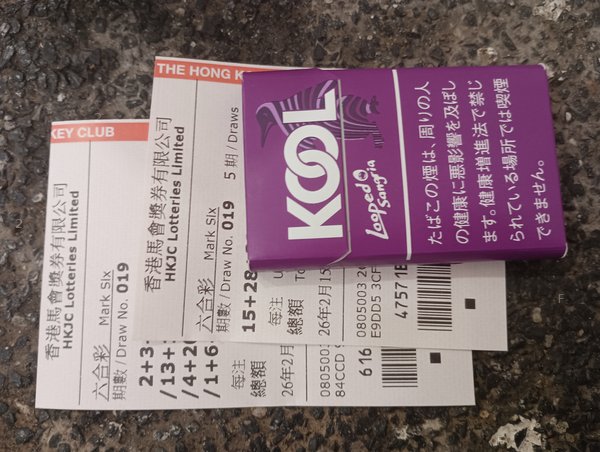 KEY CLUB
香港馬會獎券有限公司
HKJC Lotteries Limited
六合彩 Mark Six
期數 / Draw No. 019
2+3
/13+
/4+20
/1+6
每注
總額
26年2月
0805003
84CCD
616
THE HONG K
香港馬會獎券有限公司
HKJC Lotteries Limited
六合彩 Mark Six
期數 / Draw No. 019 5 期 / Draws
15+28
每注
總額
26年2月15
0805003
E9DD5 3CF
47571
KOOL
Looped
Sangria
たばこの煙は、周りの人
の健康に悪影響を及ぼし
ます。健康増進法で禁じ
られている場所では喫煙
できません。